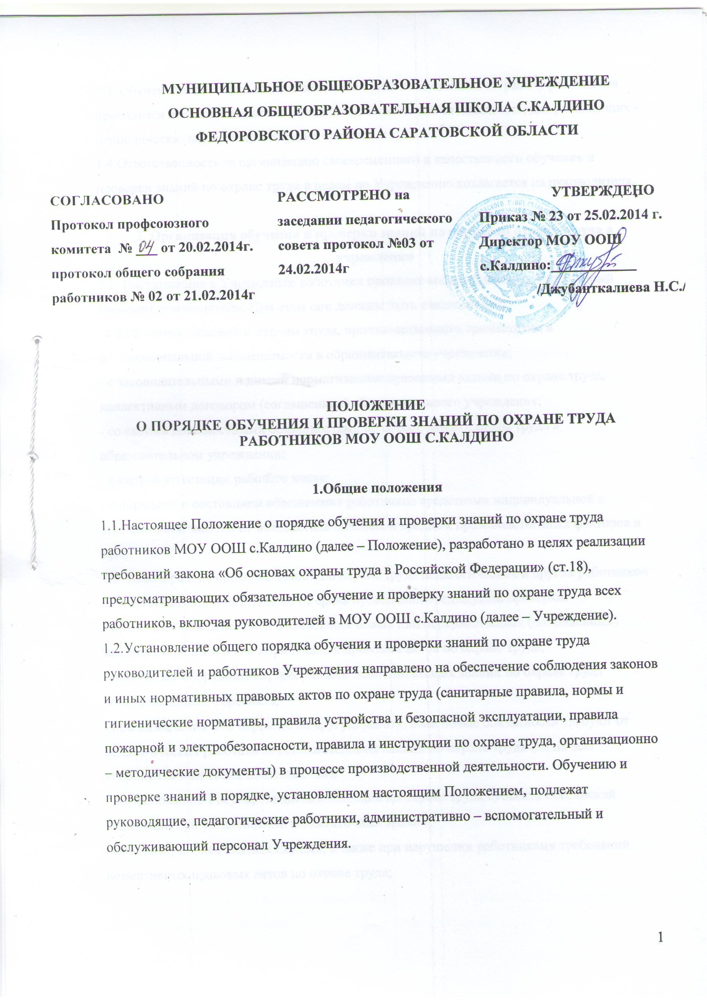 МУНИЦИПАЛЬНОЕ ОБЩЕОБРАЗОВАТЕЛЬНОЕ УЧРЕЖДЕНИЕ
ОСНОВНАЯ ОБЩЕОБРАЗОВАТЕЛЬНАЯ ШКОЛА С.КАЛДИНО
ФЕДОРОВСКОГО РАЙОНА САРАТОВСКОЙ ОБЛАСТИ
СОГЛАСОВАНО
Протокол профсоюзного
комитета № 04 от 20.02.2014г.
протокол общего собрания
работников № 02 от 21.02.2014г
РАССМОТРЕНО на
заседании педагогического
совета протокол №03 от
24.02.2014г
УТВЕРЖДЕНО
Приказ № 23 от 25.02.2014 г.
Директор МОУ ООШ
с.Калдино:
/Джубанткалиева Н.С./
ПОЛОЖЕНИЕ
О ПОРЯДКЕ ОБУЧЕНИЯ И ПРОВЕРКИ ЗНАНИЙ ПО ОХРАНЕ ТРУДА
РАБОТНИКОВ МОУ ООШ С.КАЛДИНО
1.Общие положения
1.1.Настоящее Положение о порядке обучения и проверки знаний по охране труда
работников МОУ ООШ с.Калдино (далее – Положение), разработано в целях реализации
требований закона «Об основах охраны труда в Российской Федерации» (ст.18),
предусматривающих обязательное обучение и проверку знаний по охране труда всех
работников, включая руководителей в МОУ ООШ с.Калдино (далее – Учреждение).
1.2.Установление общего порядка обучения и проверки знаний по охране труда
руководителей и работников Учреждения направлено на обеспечение соблюдения законов
и иных нормативных правовых актов по охране труда (санитарные правила, нормы и
гигиенические нормативы, правила устройства и безопасной эксплуатации, правила
пожарной и электробезопасности, правила и инструкции по охране труда, организационно
– методические документы) в процессе производственной деятельности. Обучению и
проверке знаний в порядке, установленном настоящим Положением, подлежат
руководящие, педагогические работники, административно – вспомогательный и
обслуживающий персонал Учреждения.
1